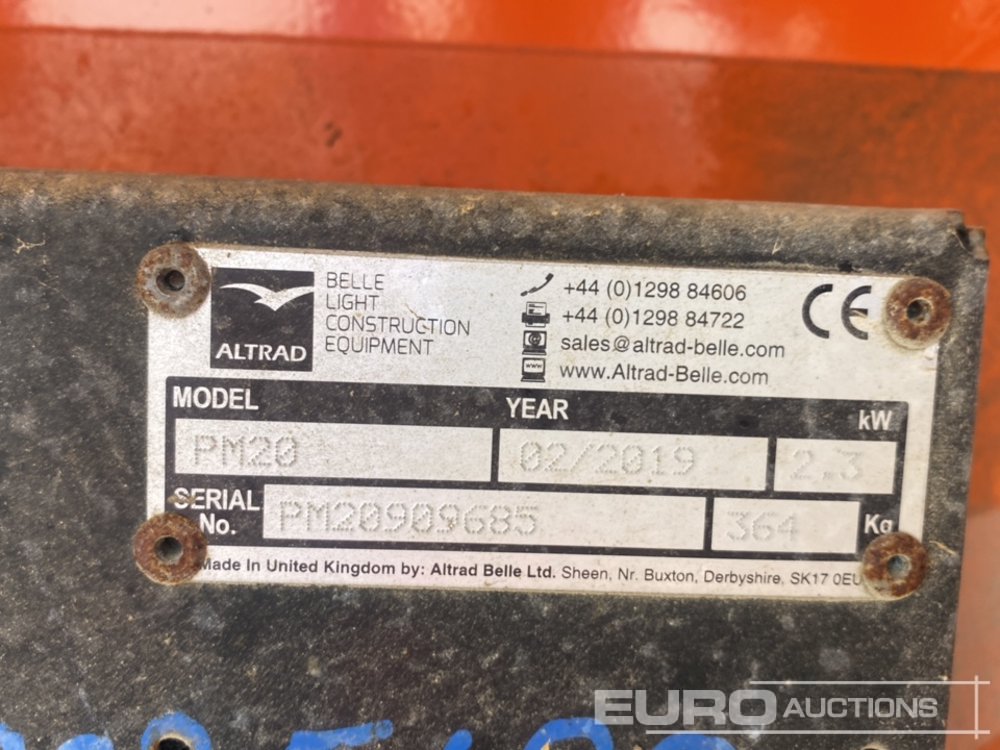 ALTRAD
BELLE
LIGHT
CONSTRUCTION
EQUIPMENT
+44 (0)1298 84606
+44 (0)1298 84722
sales@altrad-belle.com
www.Altrad-Belle.com
CE
MODEL YEAR kW
PM20 02/2019 2.3
SERIAL No. PM20909685 364 Kg
Made In United Kingdom by: Altrad Belle Ltd. Sheen, Nr. Buxton, Derbyshire, SK17 0EU
EURO AUCTIONS